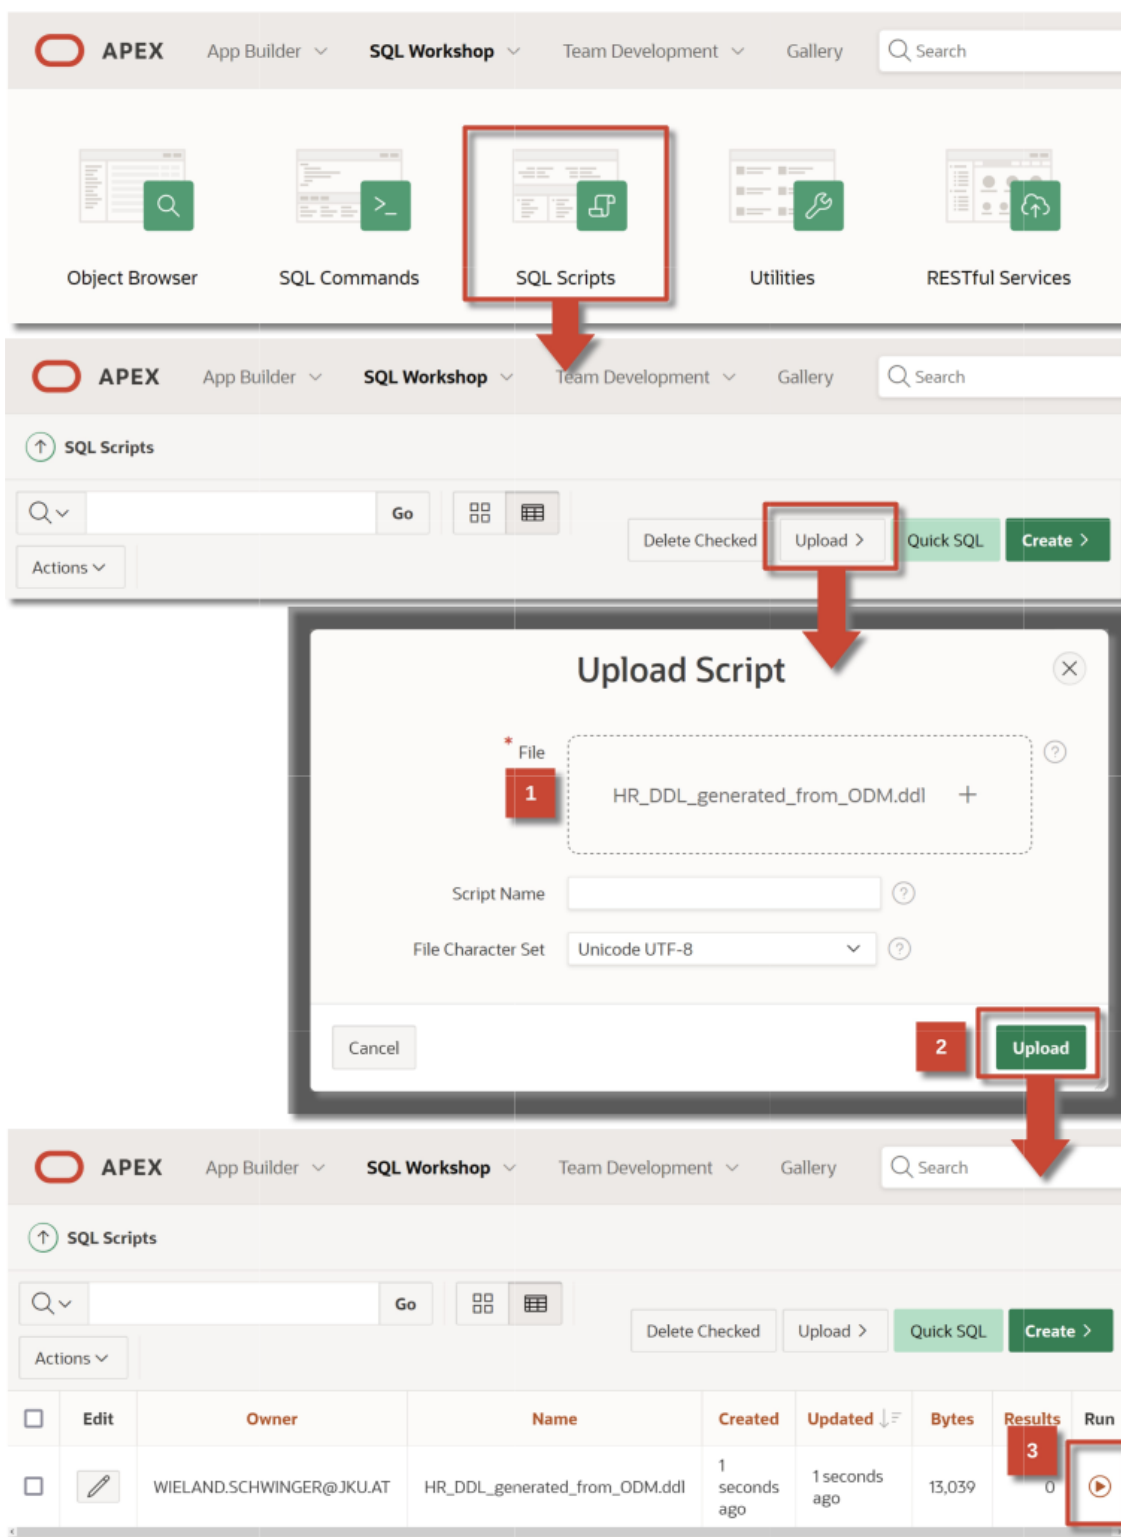 APEX App Builder SQL Workshop Team Development Gallery Search
Object Browser SQL Commands SQL Scripts Utilities RESTful Services
APEX App Builder SQL Workshop Team Development Gallery Search
SQL Scripts
Go
Delete Checked Upload > Quick SQL Create >
Actions
Upload Script
* File
1 HR_DDL_generated_from_ODM.ddl +
Script Name
File Character Set Unicode UTF-8
Cancel 2 Upload
APEX App Builder SQL Workshop Team Development Gallery Search
SQL Scripts
Go
Delete Checked Upload > Quick SQL Create >
Actions
Edit Owner Name Created Updated Bytes Results Run
3
1
WIELAND.SCHWINGER@JKU.AT HR_DDL_generated_from_ODM.ddl seconds 1 seconds 13,039 0
ago ago